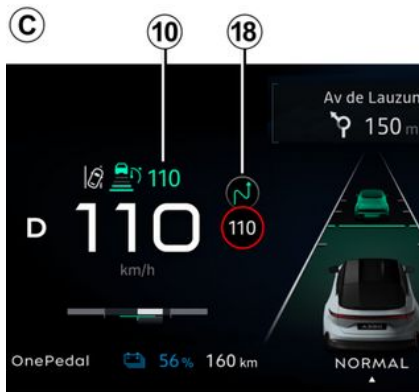 C
10
18
Av de Lauzun
150 m
110
D
110
110
km/h
OnePedal
56%
160 km
NORMAL